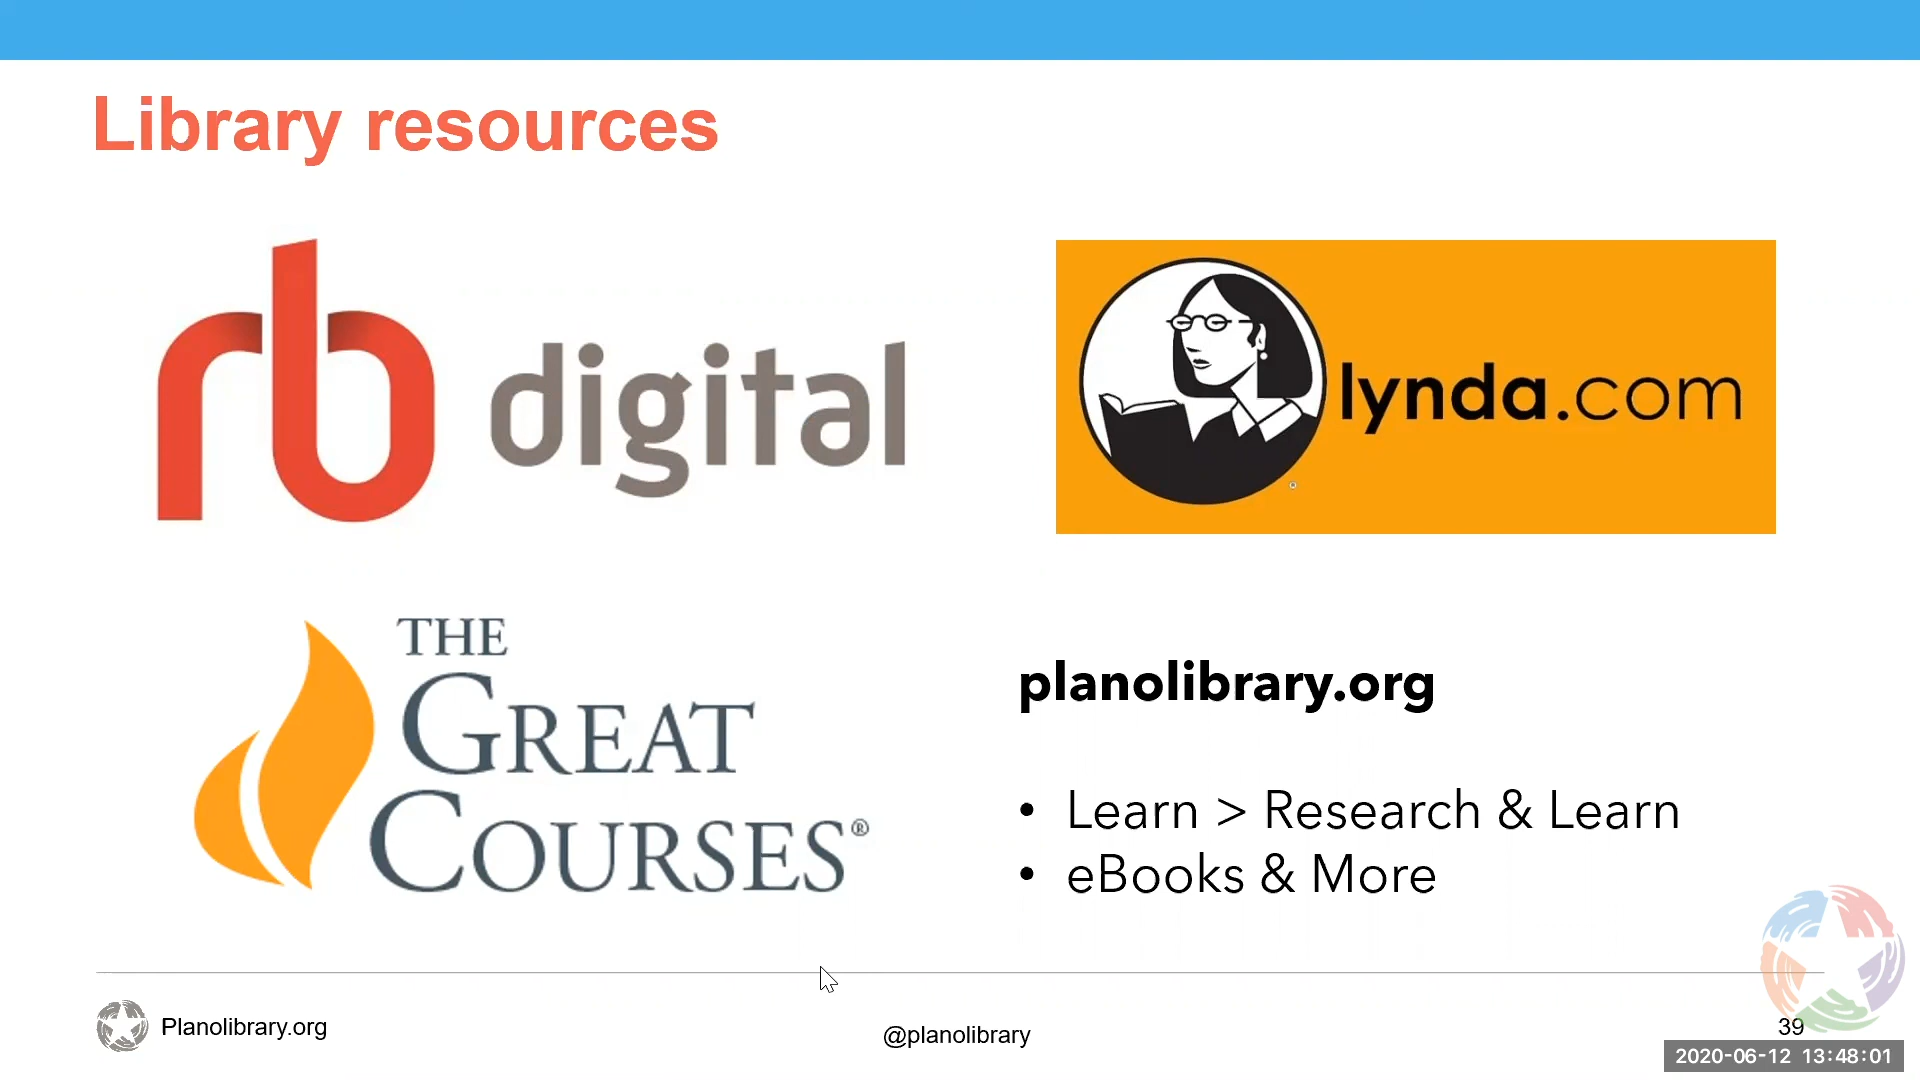 Library resources
rb digital
lynda.com
®
THE
GREAT
COURSES®
planolibrary.org
• Learn > Research & Learn
• eBooks & More
Planolibrary.org
@planolibrary
39
2020-06-12 13:48:01